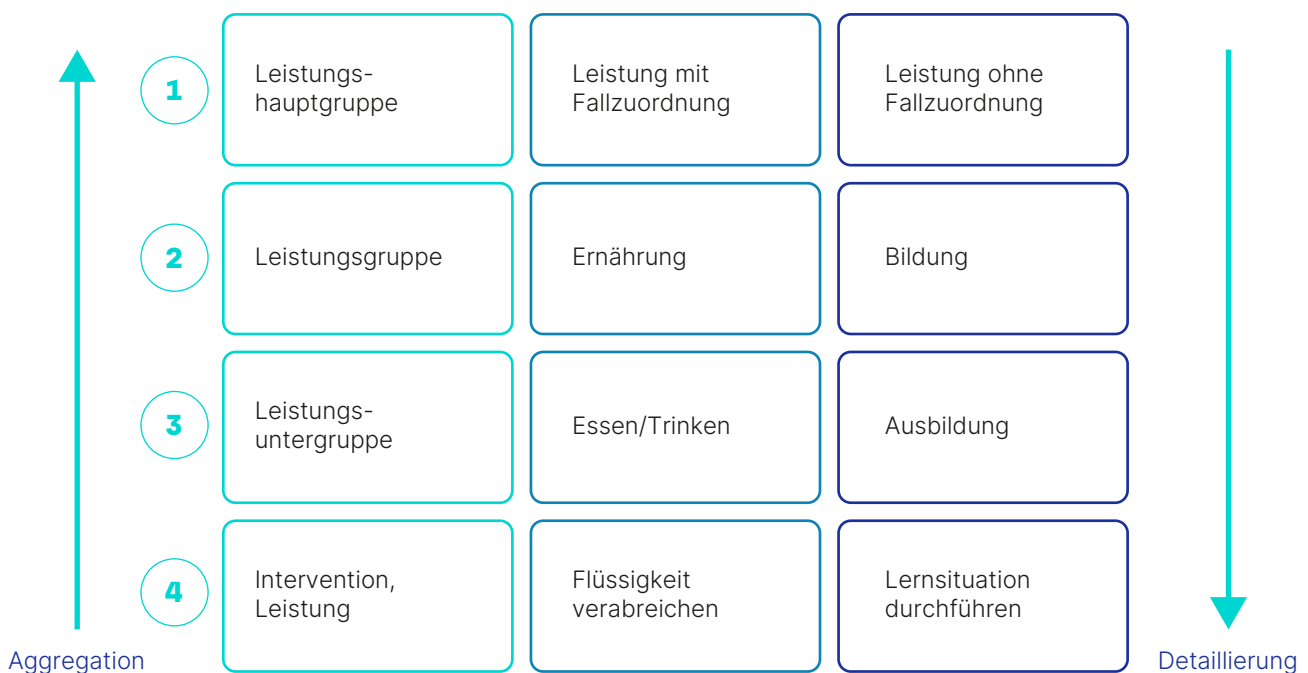 1
Leistungs-
hauptgruppe
Leistung mit
Fallzuordnung
Leistung ohne
Fallzuordnung
2
Leistungsgruppe
Ernährung
Bildung
3
Leistungs-
untergruppe
Essen/Trinken
Ausbildung
4
Intervention,
Leistung
Flüssigkeit
verabreichen
Lernsituation
durchführen
Aggregation
Detaillierung